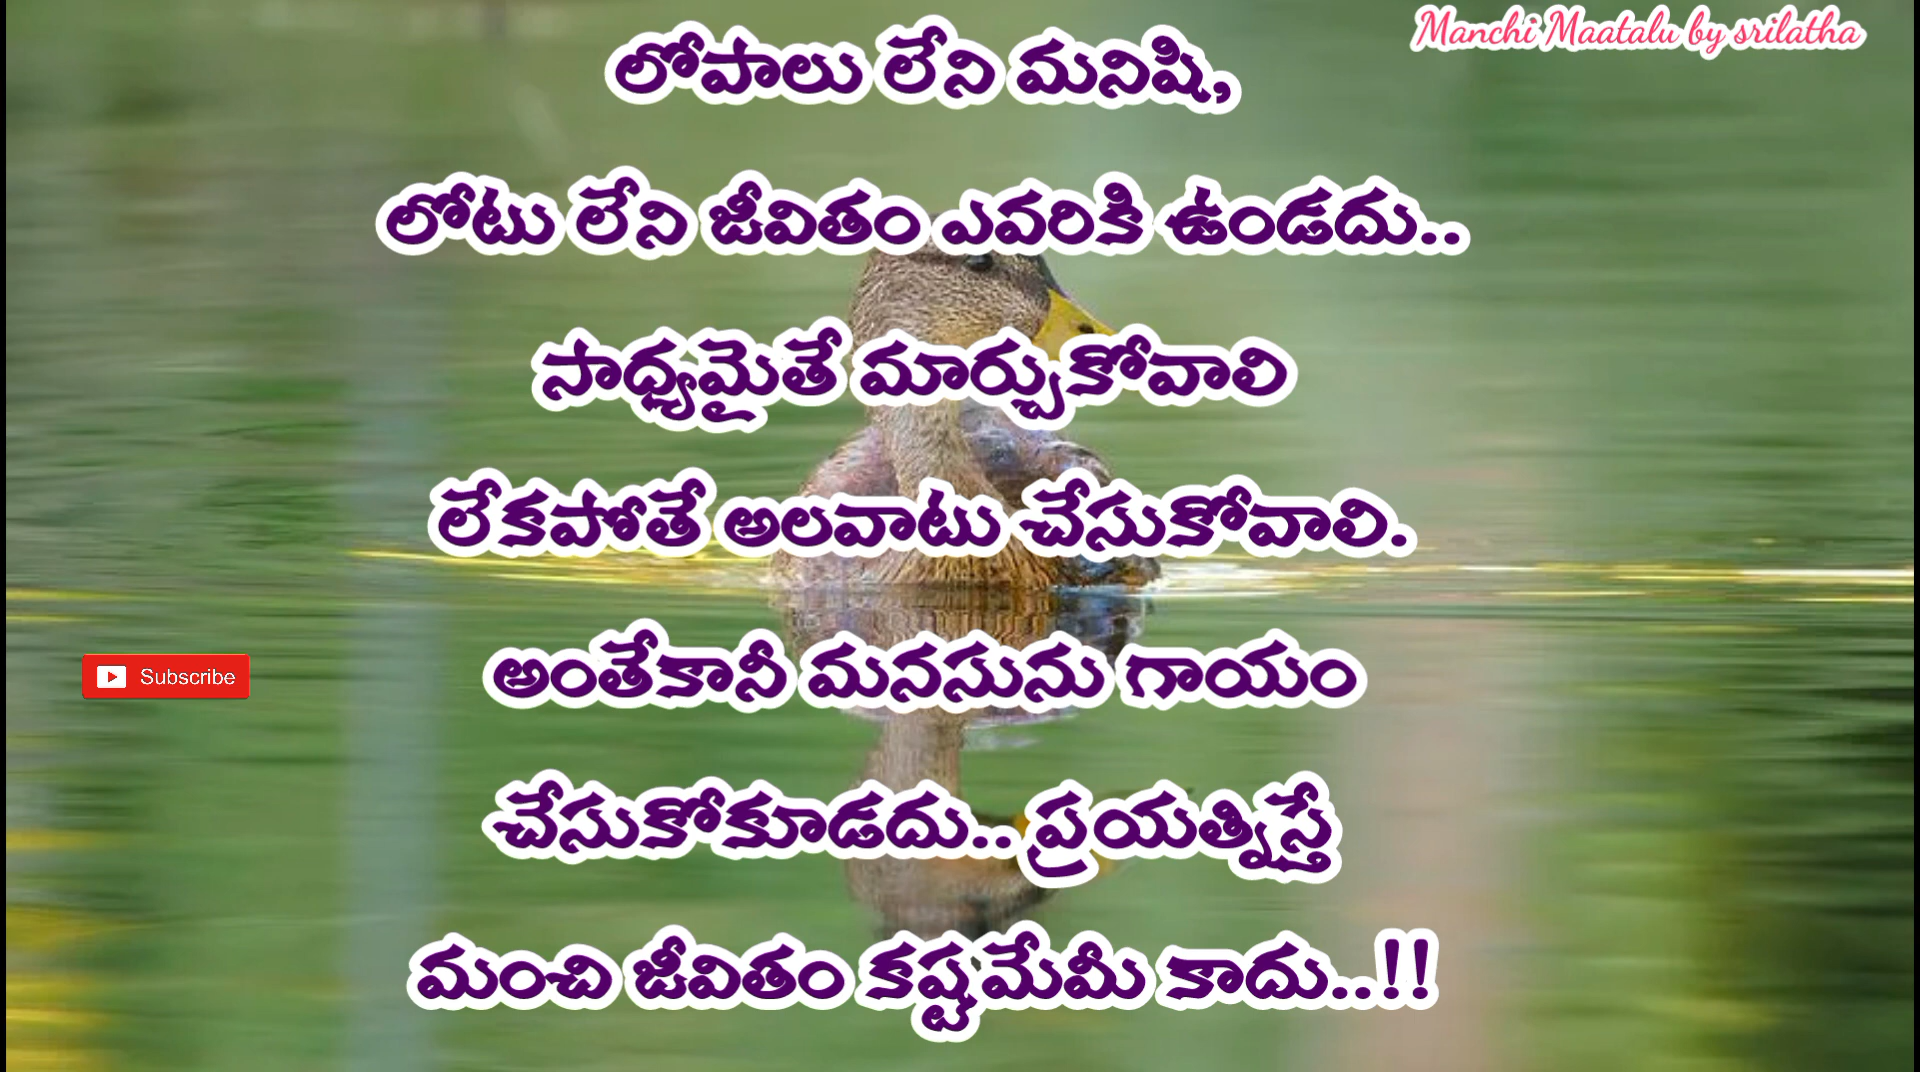 Manchi Maatalu by srilatha
లోపాలు లేని మనిషి,
లోటు లేని జీవితం ఎవరికి ఉండదు..
సాధ్యమైతే మార్చుకోవాలి
లేకపోతే అలవాటు చేసుకోవాలి.
అంతేకానీ మనసును గాయం
Subscribe
చేసుకోకూడదు.. ప్రయత్నిస్తే
మంచి జీవితం కష్టమేమీ కాదు..!!